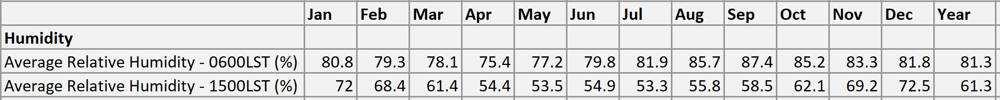 Jan Feb Mar Apr May Jun Jul Aug Sep Oct Nov Dec Year
Humidity
Average Relative Humidity - 0600LST (%) 80.8 79.3 78.1 75.4 77.2 79.8 81.9 85.7 87.4 85.2 83.3 81.8 81.3
Average Relative Humidity - 1500LST (%) 72 68.4 61.4 54.4 53.5 54.9 53.3 55.8 58.5 62.1 69.2 72.5 61.3